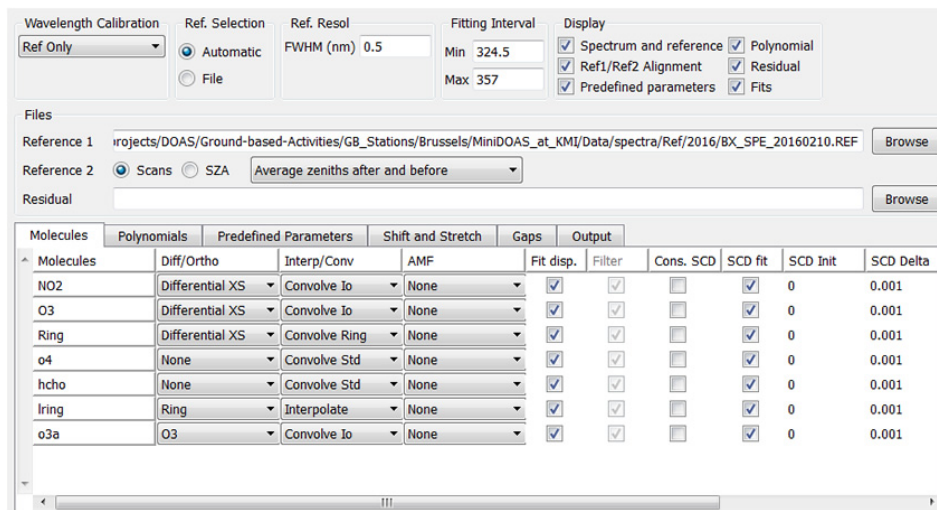 Wavelength Calibration Ref. Selection Ref. Resol Fitting Interval Display
Ref Only Automatic FWHM (nm) 0.5 Min 324.5 Spectrum and reference Polynomial
File Max 357 Ref1/Ref2 Alignment Residual
Predefined parameters Fits
Files
Reference 1 rojects/DOAS/Ground-based-Activities/GB_Stations/Brussels/MiniDOAS_at_KMI/Data/spectra/Ref/2016/BX_SPE_20160210.REF Browse
Reference 2 Scans SZA Average zeniths after and before
Residual Browse
Molecules Polynomials Predefined Parameters Shift and Stretch Gaps Output
Molecules Diff/Ortho Interp/Conv AMF Fit disp. Filter Cons. SCD SCD fit SCD Init SCD Delta
NO2 Differential XS Convolve Io None 0 0.001
O3 Differential XS Convolve Io None 0 0.001
Ring Differential XS Convolve Ring None 0 0.001
o4 None Convolve Std None 0 0.001
hcho None Convolve Std None 0 0.001
lring Ring Interpolate None 0 0.001
o3a O3 Convolve Io None 0 0.001